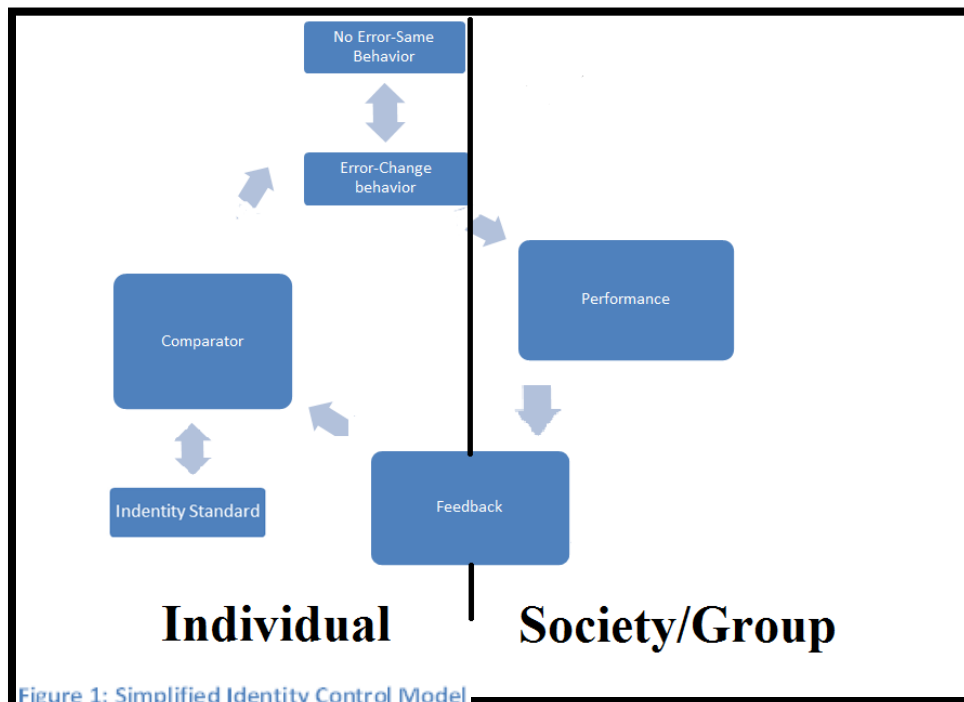 No Error-Same
Behavior
Error-Change
behavior
Performance
Comparator
Feedback
Indentity Standard
Individual
Society/Group
Figure 1: Simplified Identity Control Model